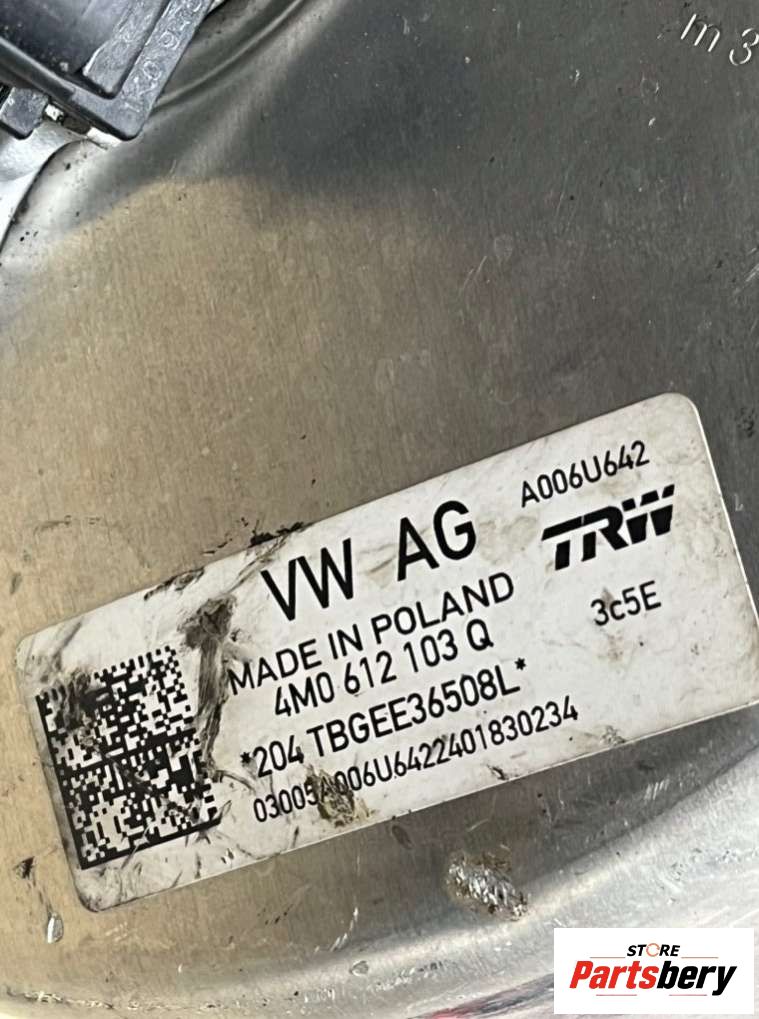 m3
VW AG
A006U642
TRW
MADE IN POLAND
3c5E
4M0 612 103 Q
*204 TBGEE36508L*
03005A006U6422401830234
STORE
Partsbery